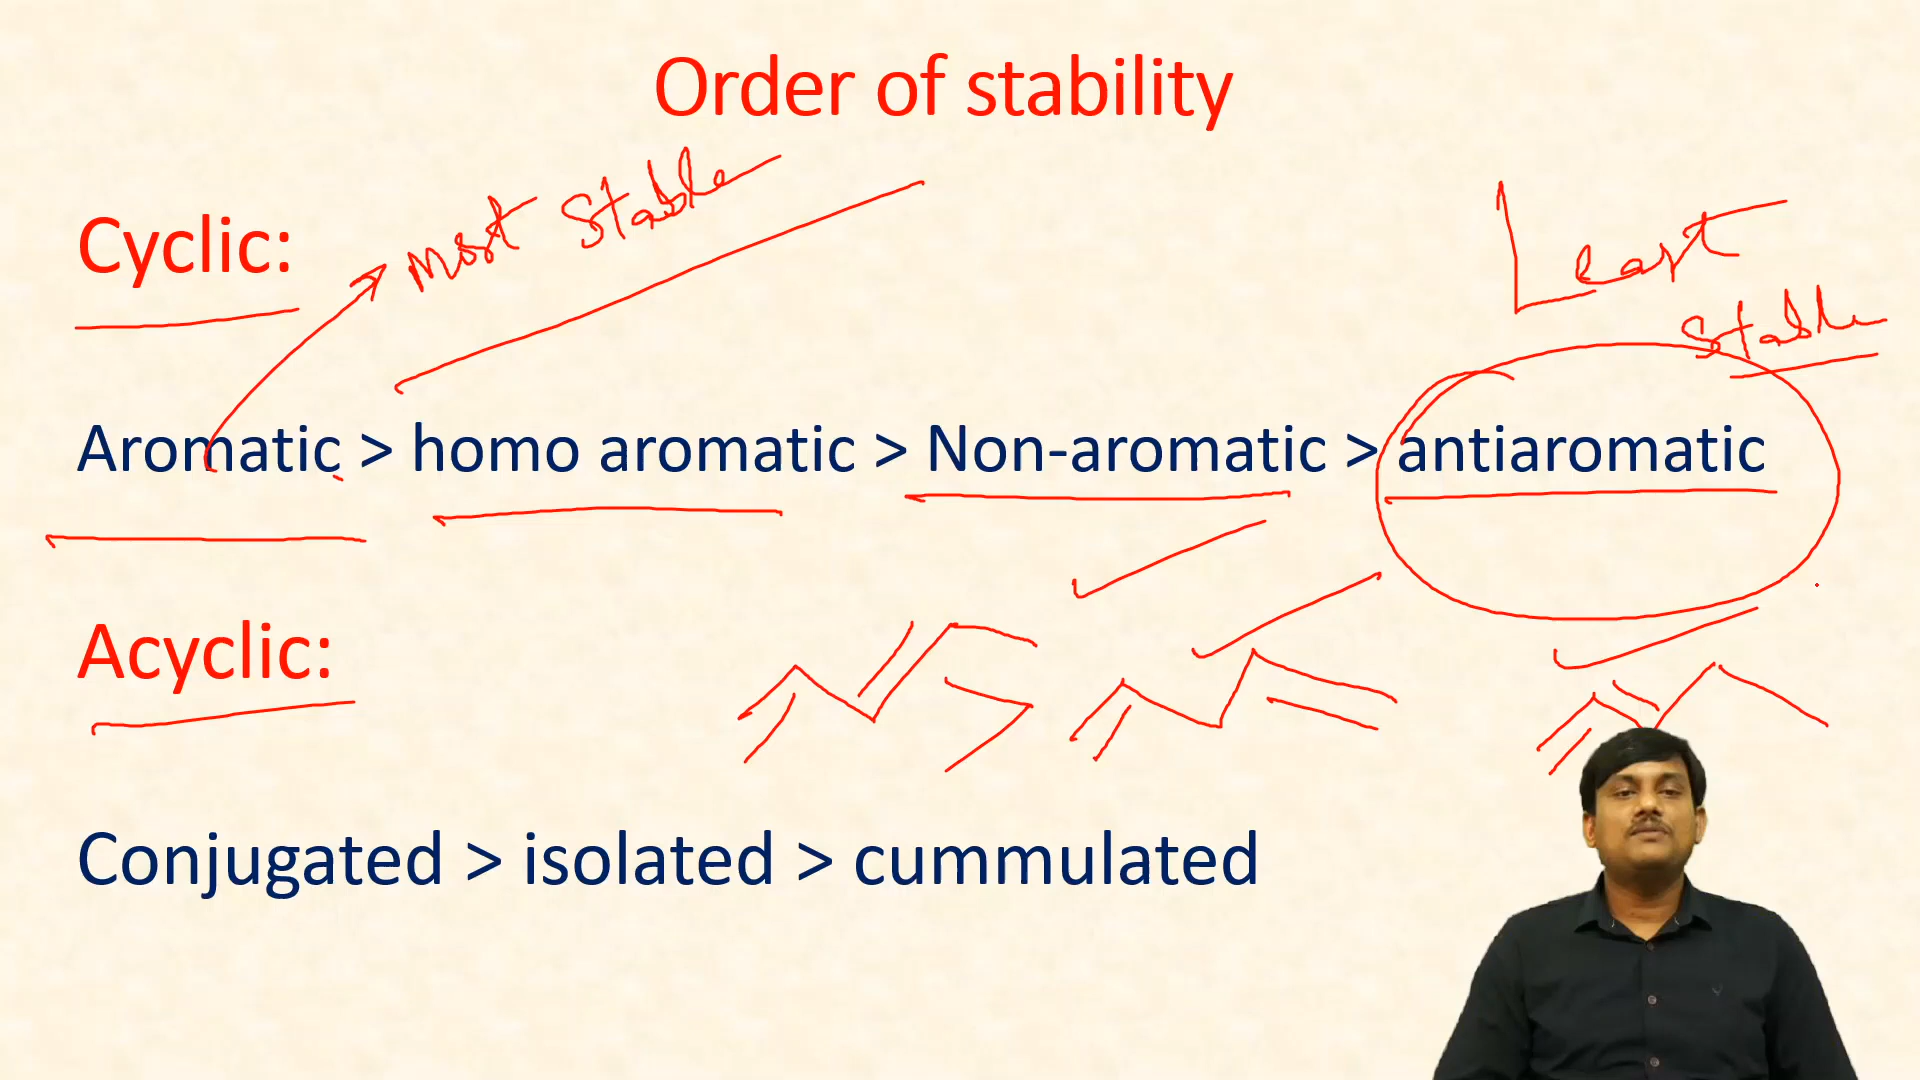 Order of stability
Most Stable
Least
Stable
Cyclic:
Aromatic > homo aromatic > Non-aromatic > antiaromatic
Acyclic:
Conjugated > isolated > cummulated